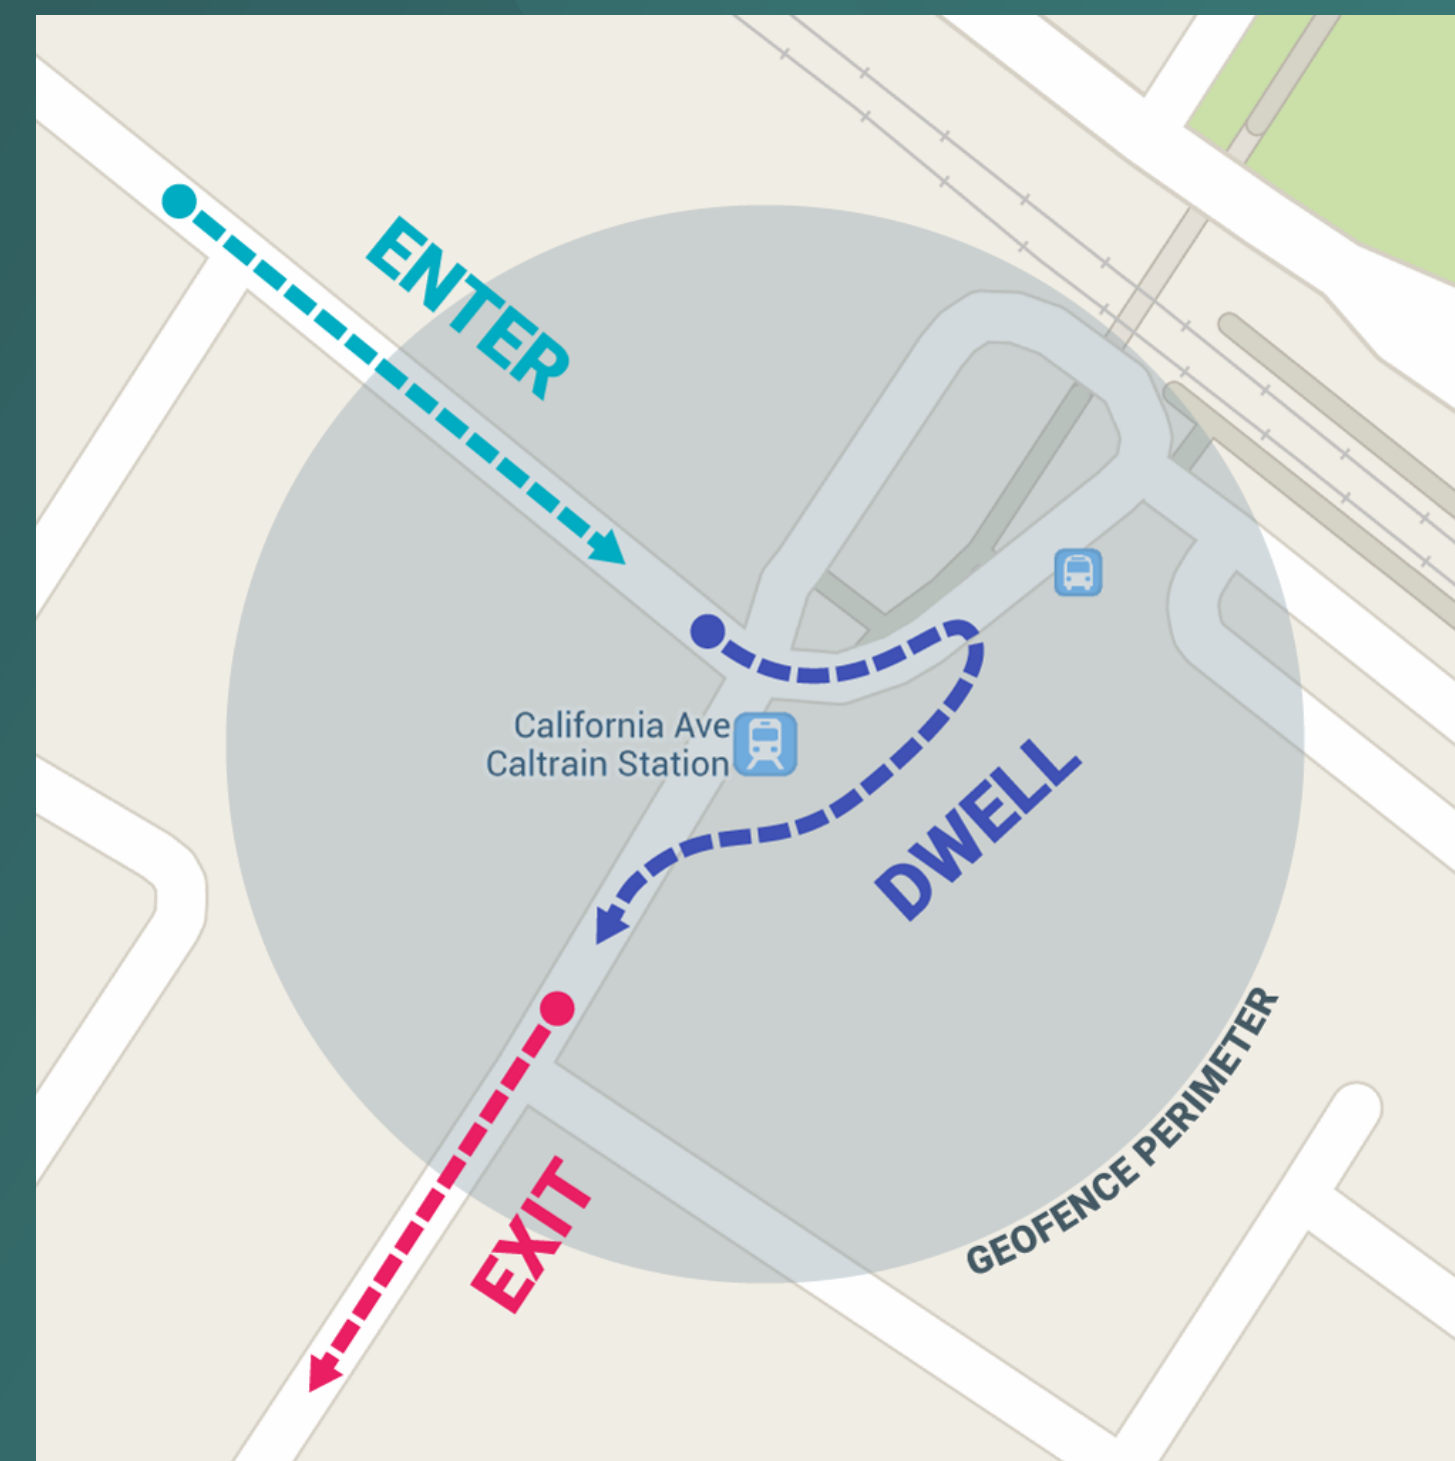 ENTER
California Ave
Caltrain Station
DWELL
GEOFENCE PERIMETER
EXIT